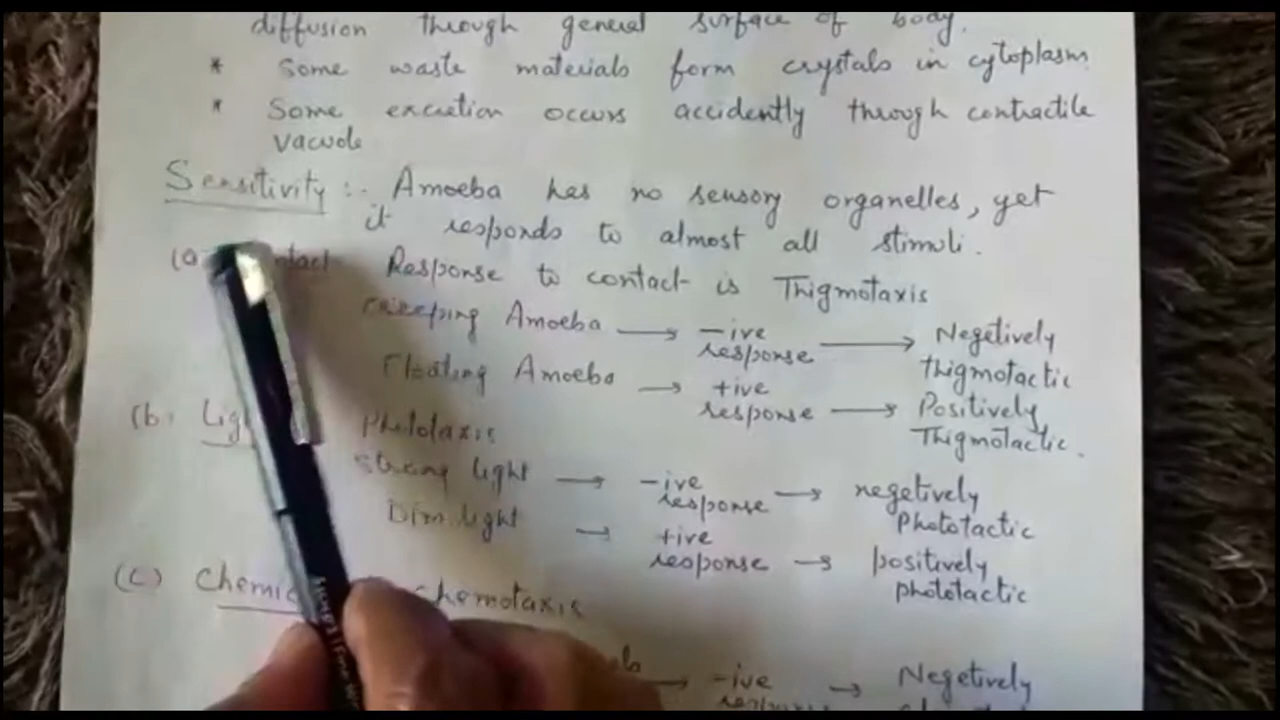 diffusion through general surface of body.
* Some waste materials form crystals in cytoplasm
* Some excretion occurs accidently through contractile
vacuole
Sensitivity :- Amoeba has no sensory organelles, yet
it responds to almost all stimuli.
(a Response to contact is Thigmotaxis
creeping Amoeba → -ive response → Negetively thigmotactic
Floating Amoeba → +ive response → Positively Thigmotactic.
(b. Phototaxis
strong light → -ive response → negetively Phototactic
Dim light → +ive response → positively phototactic
(c) Chemotaxis
→ -ive response → Negetively